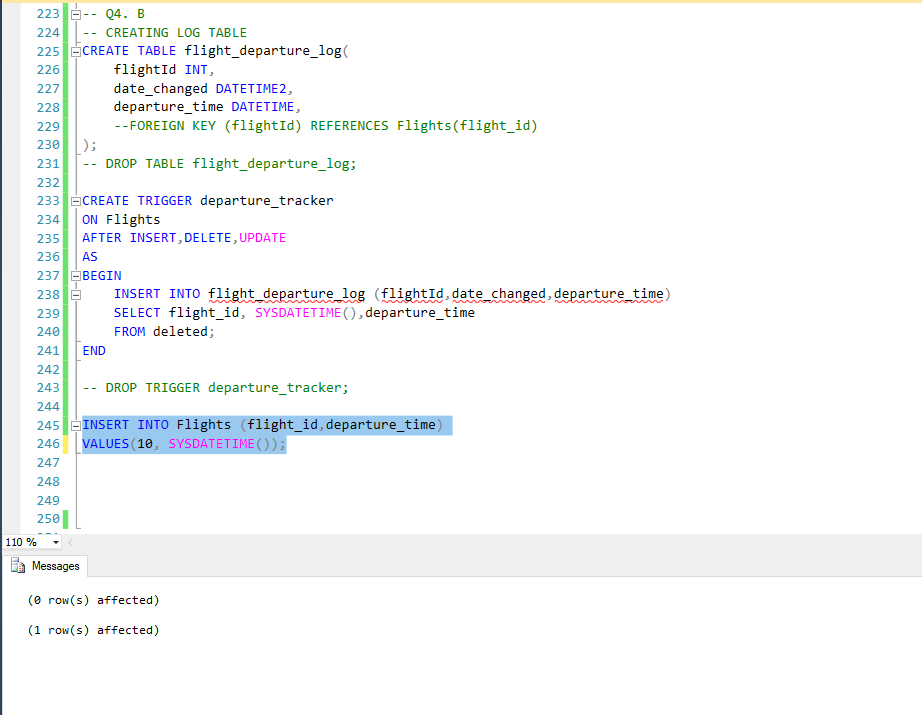 223 -- Q4. B
224 -- CREATING LOG TABLE
225 CREATE TABLE flight_departure_log(
226     flightId INT,
227     date_changed DATETIME2,
228     departure_time DATETIME,
229     --FOREIGN KEY (flightId) REFERENCES Flights(flight_id)
230 );
231 -- DROP TABLE flight_departure_log;
232
233 CREATE TRIGGER departure_tracker
234 ON Flights
235 AFTER INSERT,DELETE,UPDATE
236 AS
237 BEGIN
238     INSERT INTO flight_departure_log (flightId,date_changed,departure_time)
239     SELECT flight_id, SYSDATETIME(),departure_time
240     FROM deleted;
241 END
242
243 -- DROP TRIGGER departure_tracker;
244
245 INSERT INTO Flights (flight_id,departure_time)
246 VALUES(10, SYSDATETIME());
247
248
249
250
110 %
Messages
(0 row(s) affected)
(1 row(s) affected)